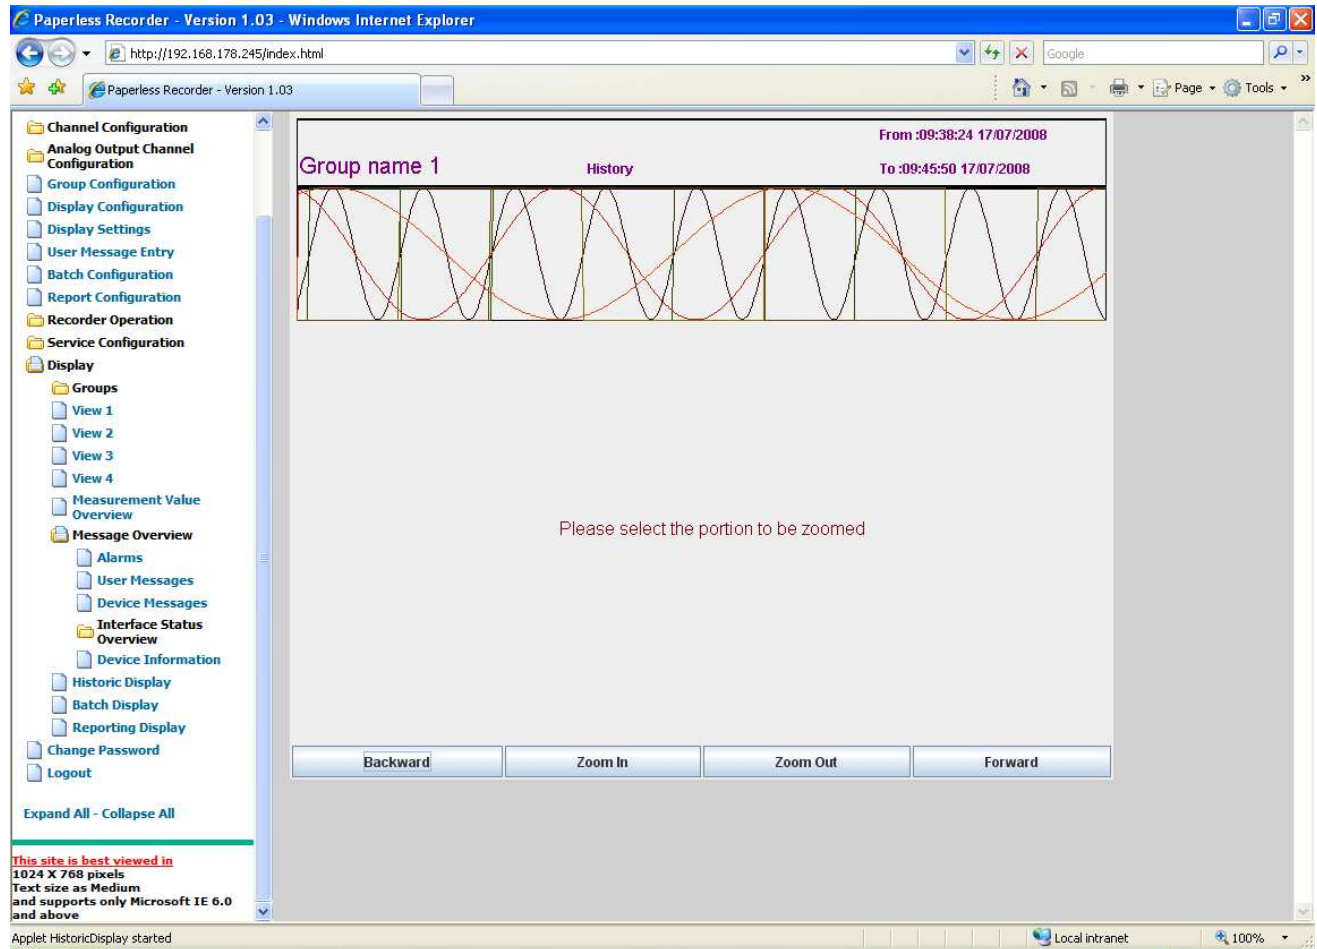 Paperless Recorder - Version 1.03 - Windows Internet Explorer
http://192.168.178.245/index.html
Google
Paperless Recorder - Version 1.03
Page
Tools
Channel Configuration
Analog Output Channel
Configuration
Group Configuration
Display Configuration
Display Settings
User Message Entry
Batch Configuration
Report Configuration
Recorder Operation
Service Configuration
Display
Groups
View 1
View 2
View 3
View 4
Measurement Value
Overview
Message Overview
Alarms
User Messages
Device Messages
Interface Status
Overview
Device Information
Historic Display
Batch Display
Reporting Display
Change Password
Logout
Expand All - Collapse All
This site is best viewed in
1024 X 768 pixels
Text size as Medium
and supports only Microsoft IE 6.0
and above
From :09:38:24 17/07/2008
Group name 1
History
To :09:45:50 17/07/2008
Please select the portion to be zoomed
Backward
Zoom In
Zoom Out
Forward
Applet HistoricDisplay started
Local intranet
100%